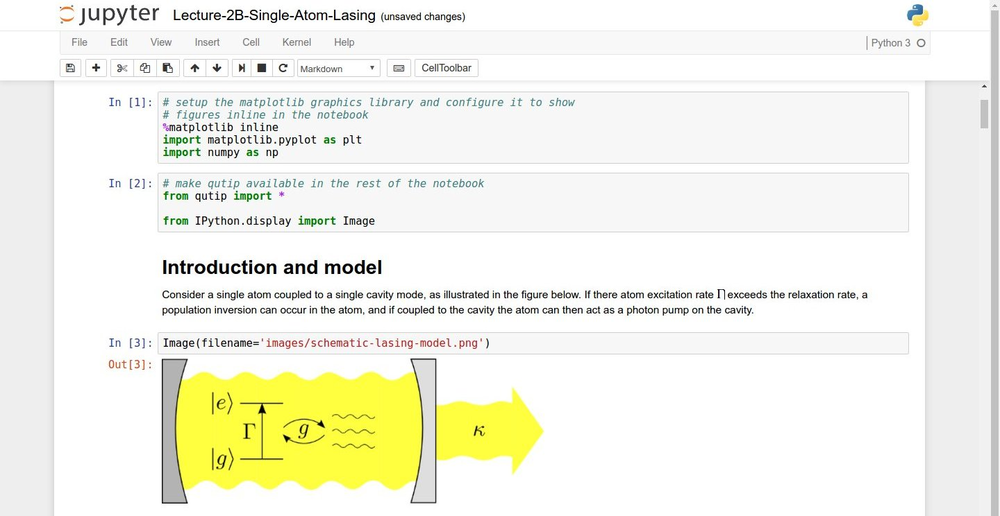 jupyter Lecture-2B-Single-Atom-Lasing (unsaved changes)
File Edit View Insert Cell Kernel Help Python 3
Markdown CellToolbar
In [1]: # setup the matplotlib graphics library and configure it to show
# figures inline in the notebook
%matplotlib inline
import matplotlib.pyplot as plt
import numpy as np
In [2]: # make qutip available in the rest of the notebook
from qutip import *
from IPython.display import Image
Introduction and model
Consider a single atom coupled to a single cavity mode, as illustrated in the figure below. If there atom excitation rate Γ exceeds the relaxation rate, a
population inversion can occur in the atom, and if coupled to the cavity the atom can then act as a photon pump on the cavity.
In [3]: Image(filename='images/schematic-lasing-model.png')
Out[3]:
|e⟩
Γ g κ
|g⟩